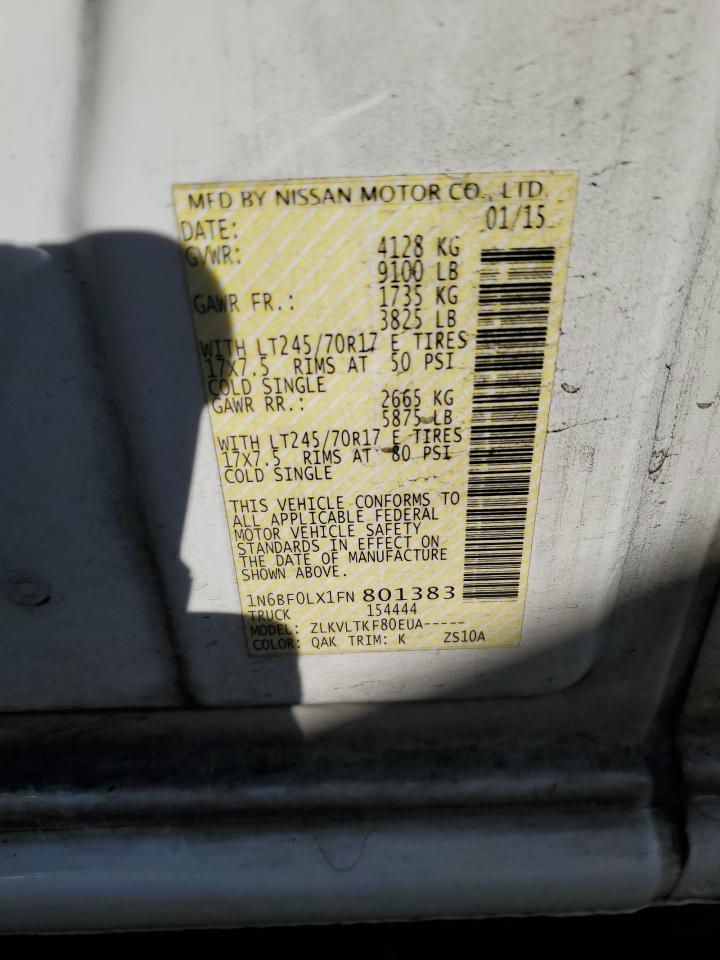 MFD BY NISSAN MOTOR CO., LTD.
DATE: 01/15
GVWR: 4128 KG
9100 LB
GAWR FR.: 1735 KG
3825 LB
WITH LT245/70R17 E TIRES
17X7.5 RIMS AT 50 PSI
COLD SINGLE
GAWR RR.: 2665 KG
5875 LB
WITH LT245/70R17 E TIRES
17X7.5 RIMS AT 80 PSI
COLD SINGLE
THIS VEHICLE CONFORMS TO
ALL APPLICABLE FEDERAL
MOTOR VEHICLE SAFETY
STANDARDS IN EFFECT ON
THE DATE OF MANUFACTURE
SHOWN ABOVE.
1N6BF0LX1FN 801383
TRUCK 154444
MODEL: ZLKVLTKF80EUA-----
COLOR: QAK TRIM: K ZS10A